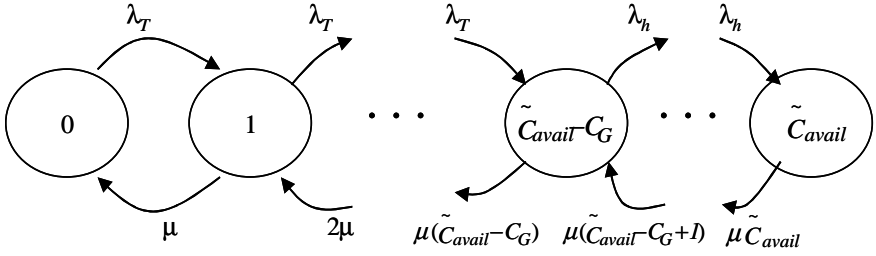 λ_T λ_T λ_T λ_h λ_h
0 1 · · · C̃_avail−C_G · · · C̃_avail
μ 2μ μ(C̃_avail−C_G) μ(C̃_avail−C_G+1) μC̃_avail